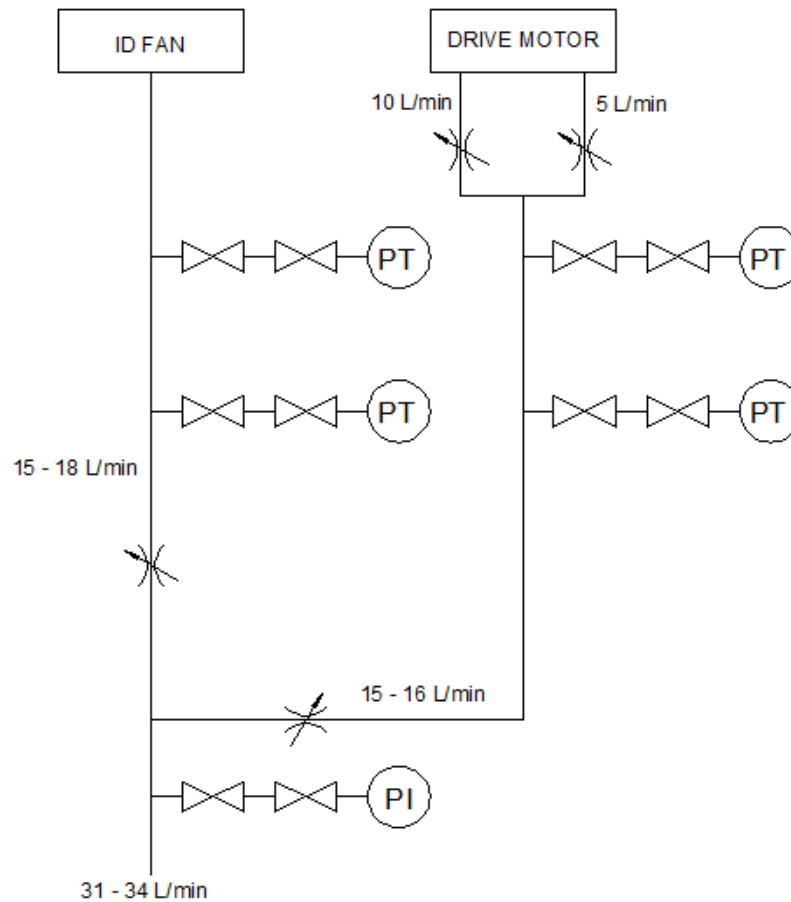 ID FAN
DRIVE MOTOR
10 L/min
5 L/min
PT
PT
PT
PT
15 - 18 L/min
15 - 16 L/min
PI
31 - 34 L/min